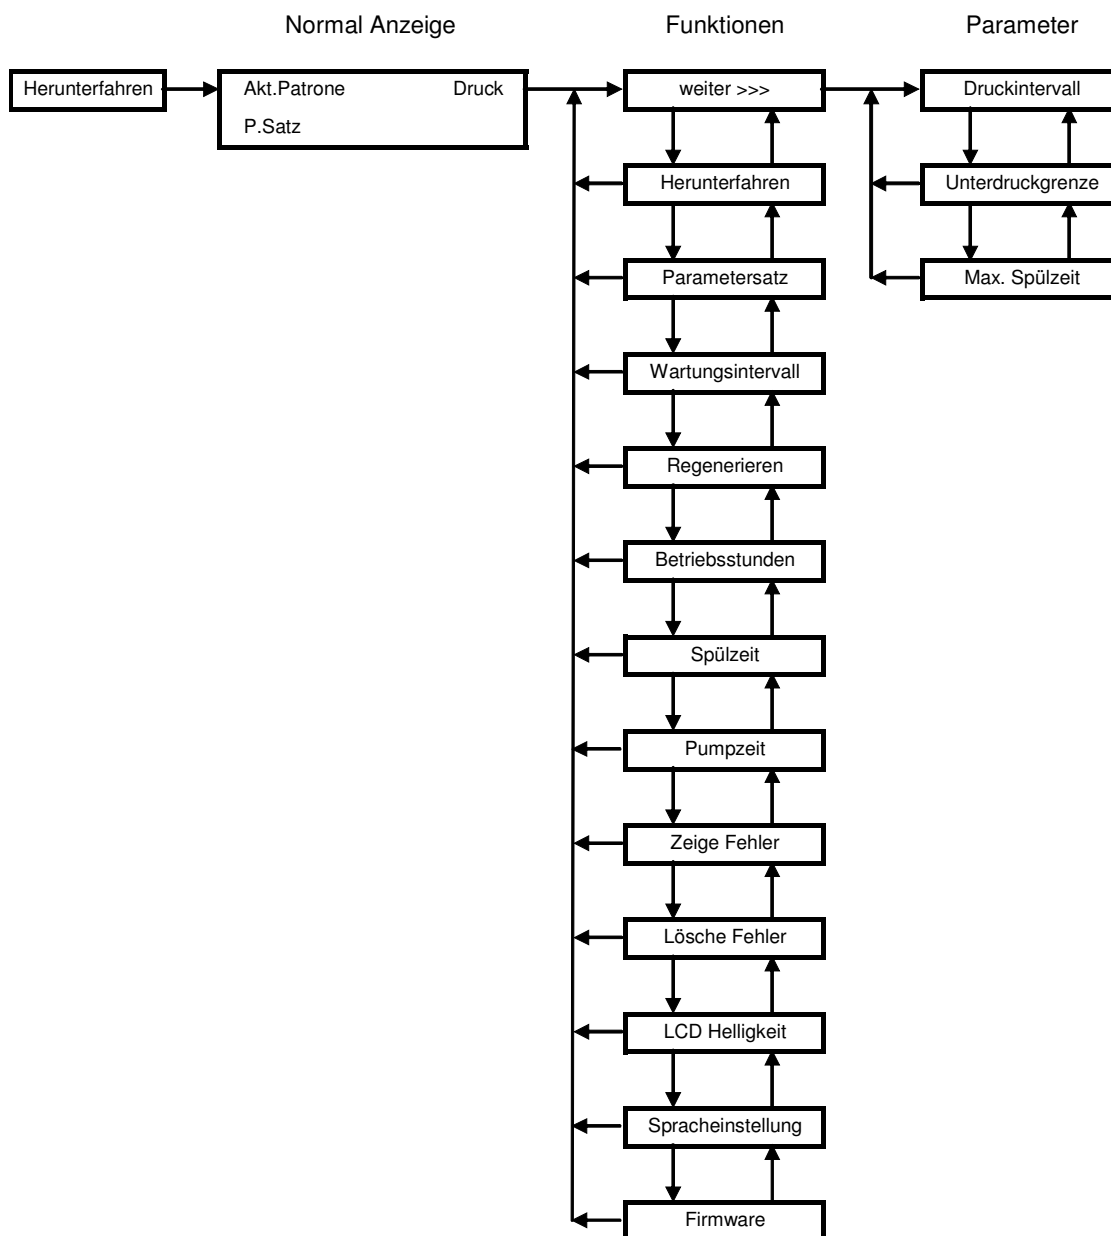 Normal Anzeige Funktionen Parameter
Herunterfahren Akt.Patrone Druck weiter >>> Druckintervall
P.Satz
Herunterfahren Unterdruckgrenze
Parametersatz Max. Spülzeit
Wartungsintervall
Regenerieren
Betriebsstunden
Spülzeit
Pumpzeit
Zeige Fehler
Lösche Fehler
LCD Helligkeit
Spracheinstellung
Firmware